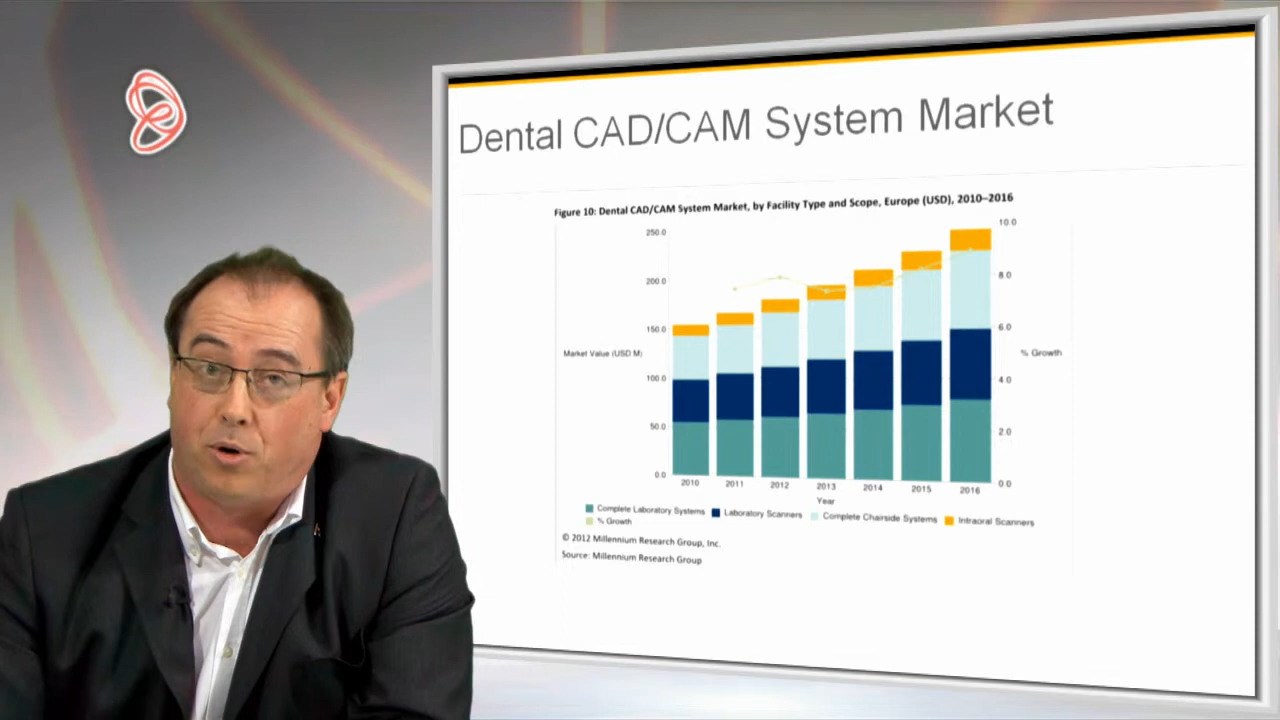 Dental CAD/CAM System Market
Figure 10: Dental CAD/CAM System Market, by Facility Type and Scope, Europe (USD), 2010–2016
250.0
200.0
150.0
100.0
50.0
0.0
Market Value (USD M)
10.0
8.0
6.0
4.0
2.0
0.0
% Growth
2010 2011 2012 2013 2014 2015 2016
Year
Complete Laboratory Systems Laboratory Scanners Complete Chairside Systems Intraoral Scanners
% Growth
© 2012 Millennium Research Group, Inc.
Source: Millennium Research Group